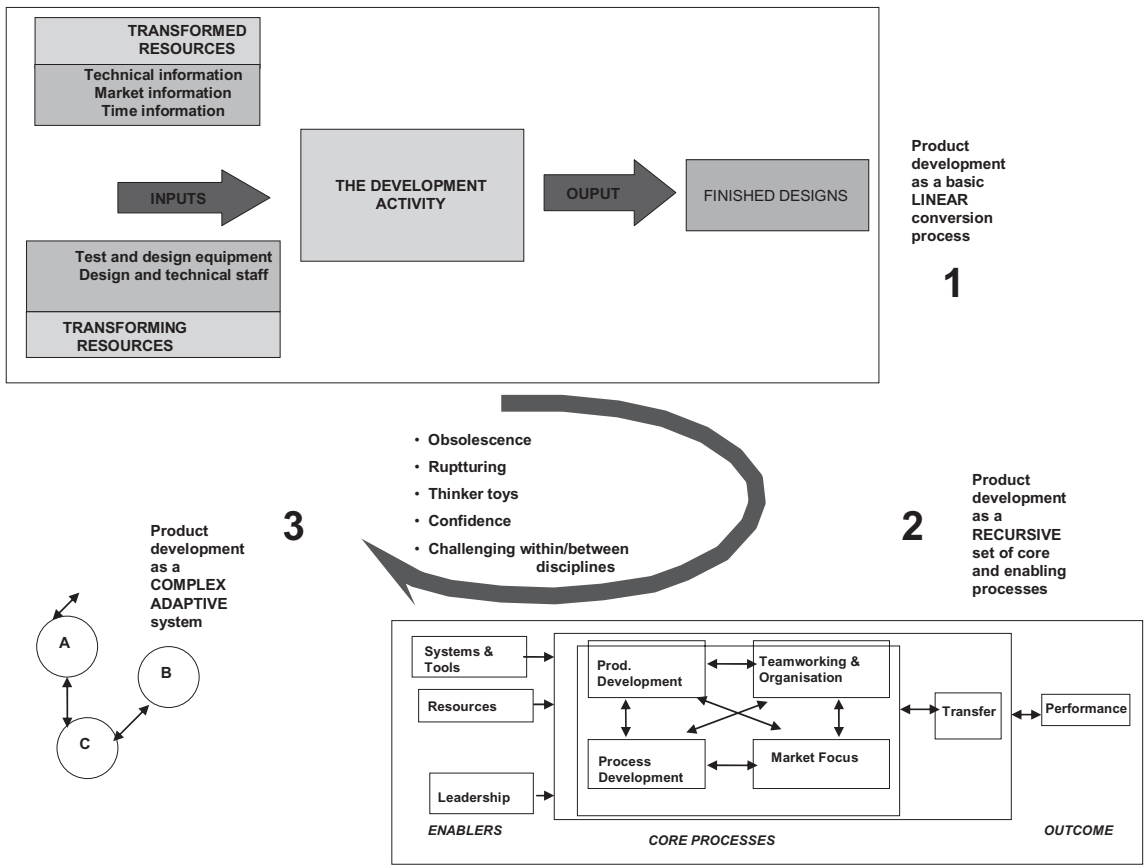 TRANSFORMED
RESOURCES
Technical information
Market information
Time information
INPUTS
THE DEVELOPMENT
ACTIVITY
OUPUT
FINISHED DESIGNS
Test and design equipment
Design and technical staff
TRANSFORMING
RESOURCES
Product
development
as a basic
LINEAR
conversion
process
1
• Obsolescence
• Ruptturing
• Thinker toys
• Confidence
• Challenging within/between
disciplines
2
Product
development
as a
RECURSIVE
set of core
and enabling
processes
3
Product
development
as a
COMPLEX
ADAPTIVE
system
A
B
C
Systems &
Tools
Resources
Leadership
ENABLERS
Prod.
Development
Teamworking &
Organisation
Process
Development
Market Focus
CORE PROCESSES
Transfer
Performance
OUTCOME